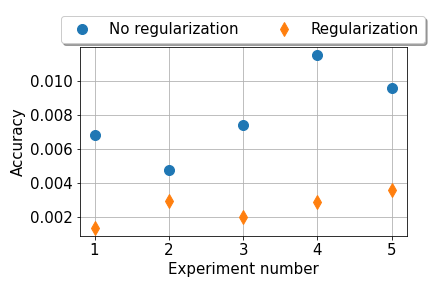 No regularization Regularization
0.010
0.008
0.006
0.004
0.002
Accuracy
1 2 3 4 5
Experiment number